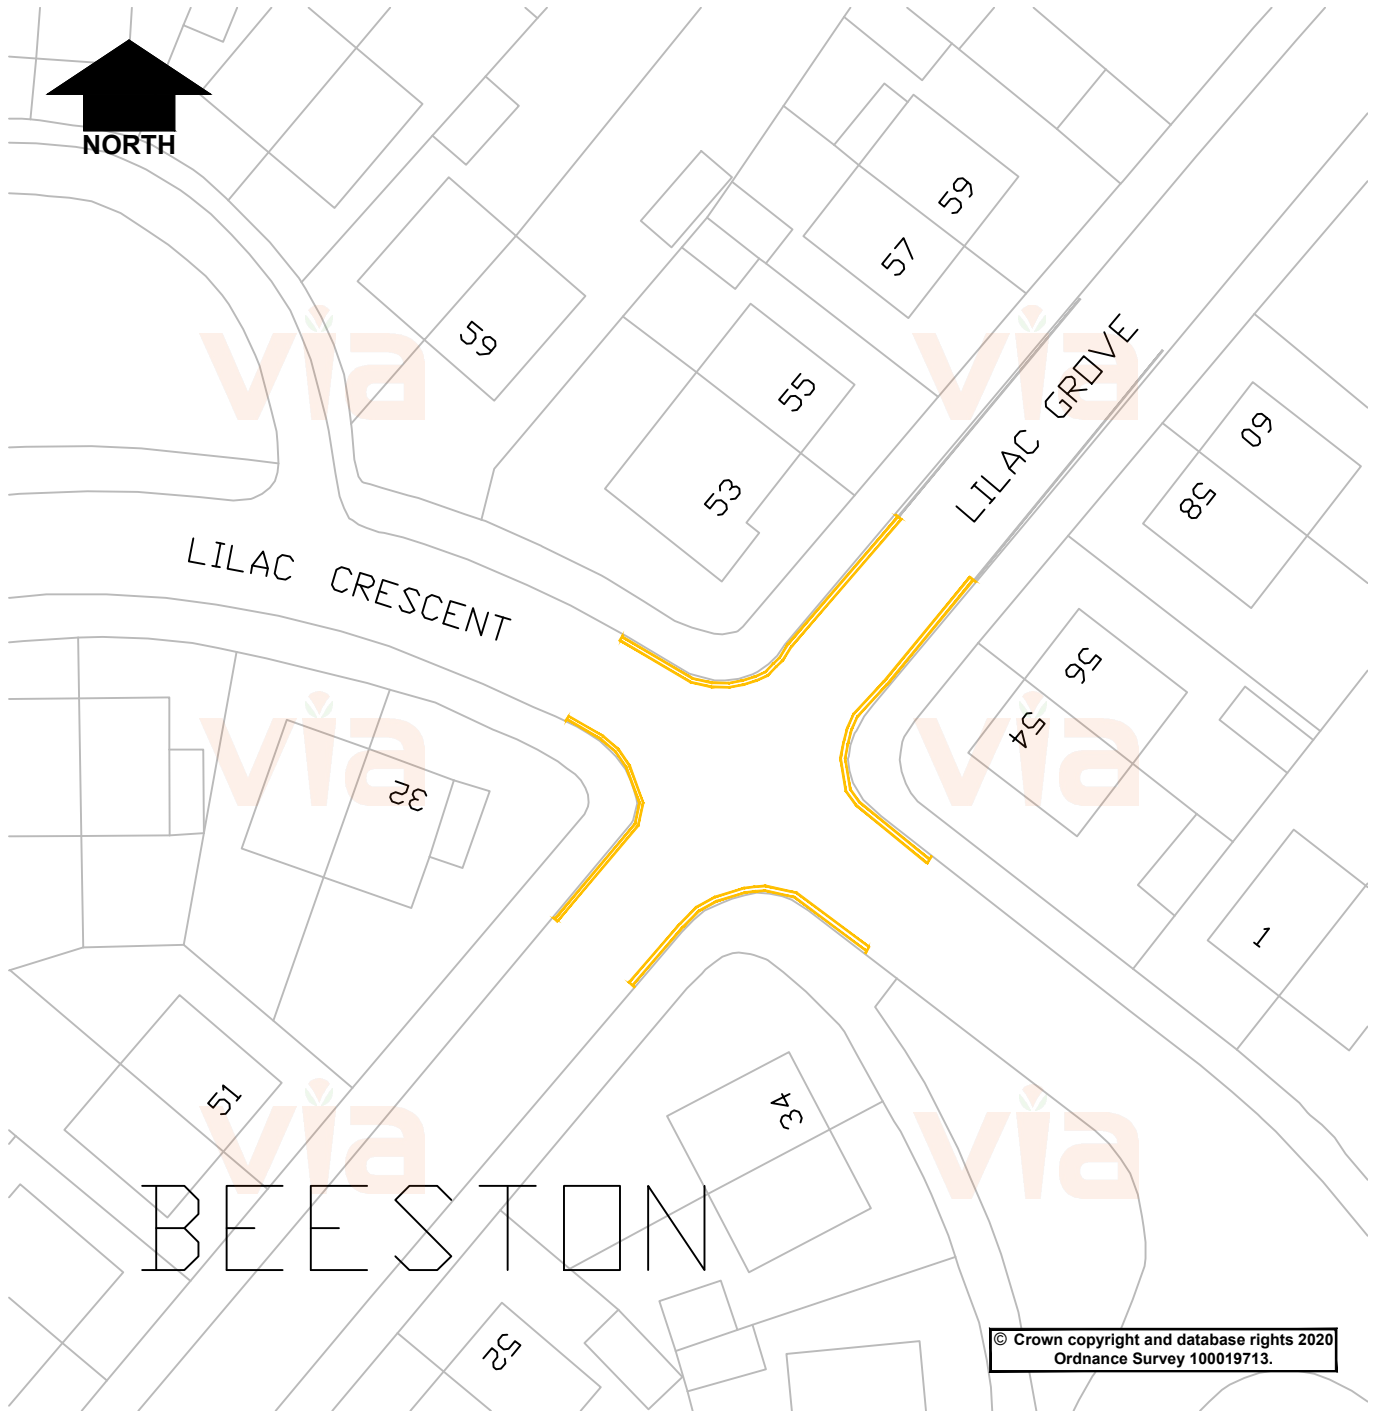 NORTH
59
57
59
LILAC GROVE
55
60
53
58
LILAC CRESCENT
56
54
32
1
51
34
BEESTON
52
via
via
via
via
via
via
© Crown copyright and database rights 2020
Ordnance Survey 100019713.